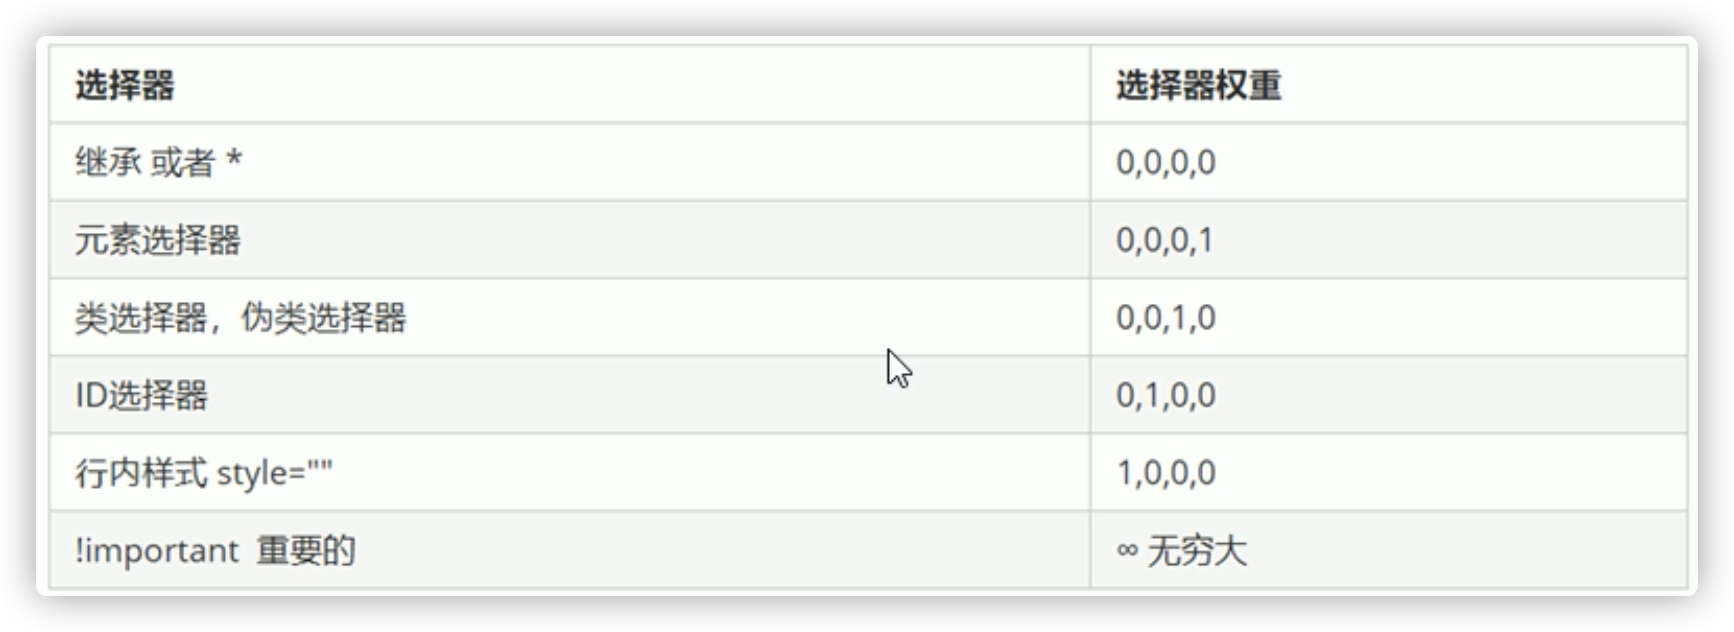 选择器 选择器权重
继承 或者 * 0,0,0,0
元素选择器 0,0,0,1
类选择器，伪类选择器 0,0,1,0
ID选择器 0,1,0,0
行内样式 style="" 1,0,0,0
!important 重要的 ∞ 无穷大